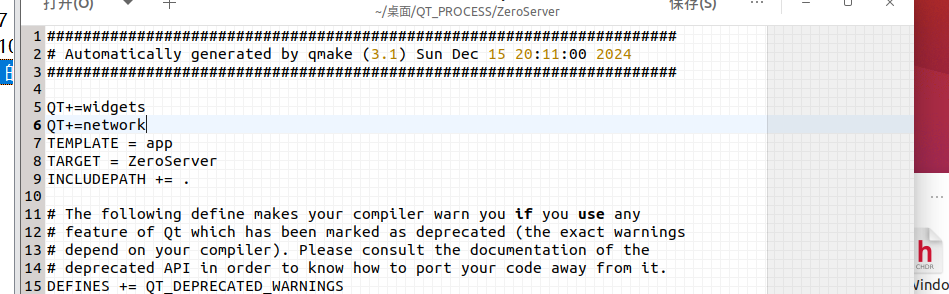 打开(O)
保存(S)
~/桌面/QT_PROCESS/ZeroServer
7
1 ######################################################################
2 # Automatically generated by qmake (3.1) Sun Dec 15 20:11:00 2024
3 ######################################################################
4
5 QT+=widgets
6 QT+=network
7 TEMPLATE = app
8 TARGET = ZeroServer
9 INCLUDEPATH += .
10
11 # The following define makes your compiler warn you if you use any
12 # feature of Qt which has been marked as deprecated (the exact warnings
13 # depend on your compiler). Please consult the documentation of the
14 # deprecated API in order to know how to port your code away from it.
15 DEFINES += QT_DEPRECATED_WARNINGS
h
CHDR